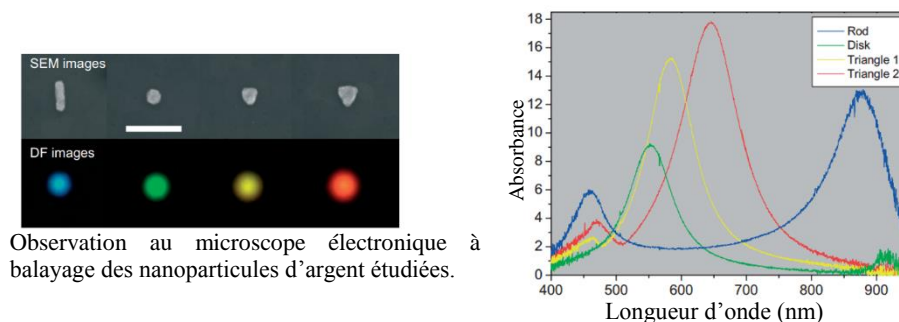 SEM images
DF images
Observation au microscope électronique à
balayage des nanoparticules d'argent étudiées.
18
16
14
12
10
8
6
4
2
0
Absorbance
Rod
Disk
Triangle 1
Triangle 2
400 500 600 700 800 900
Longueur d'onde (nm)